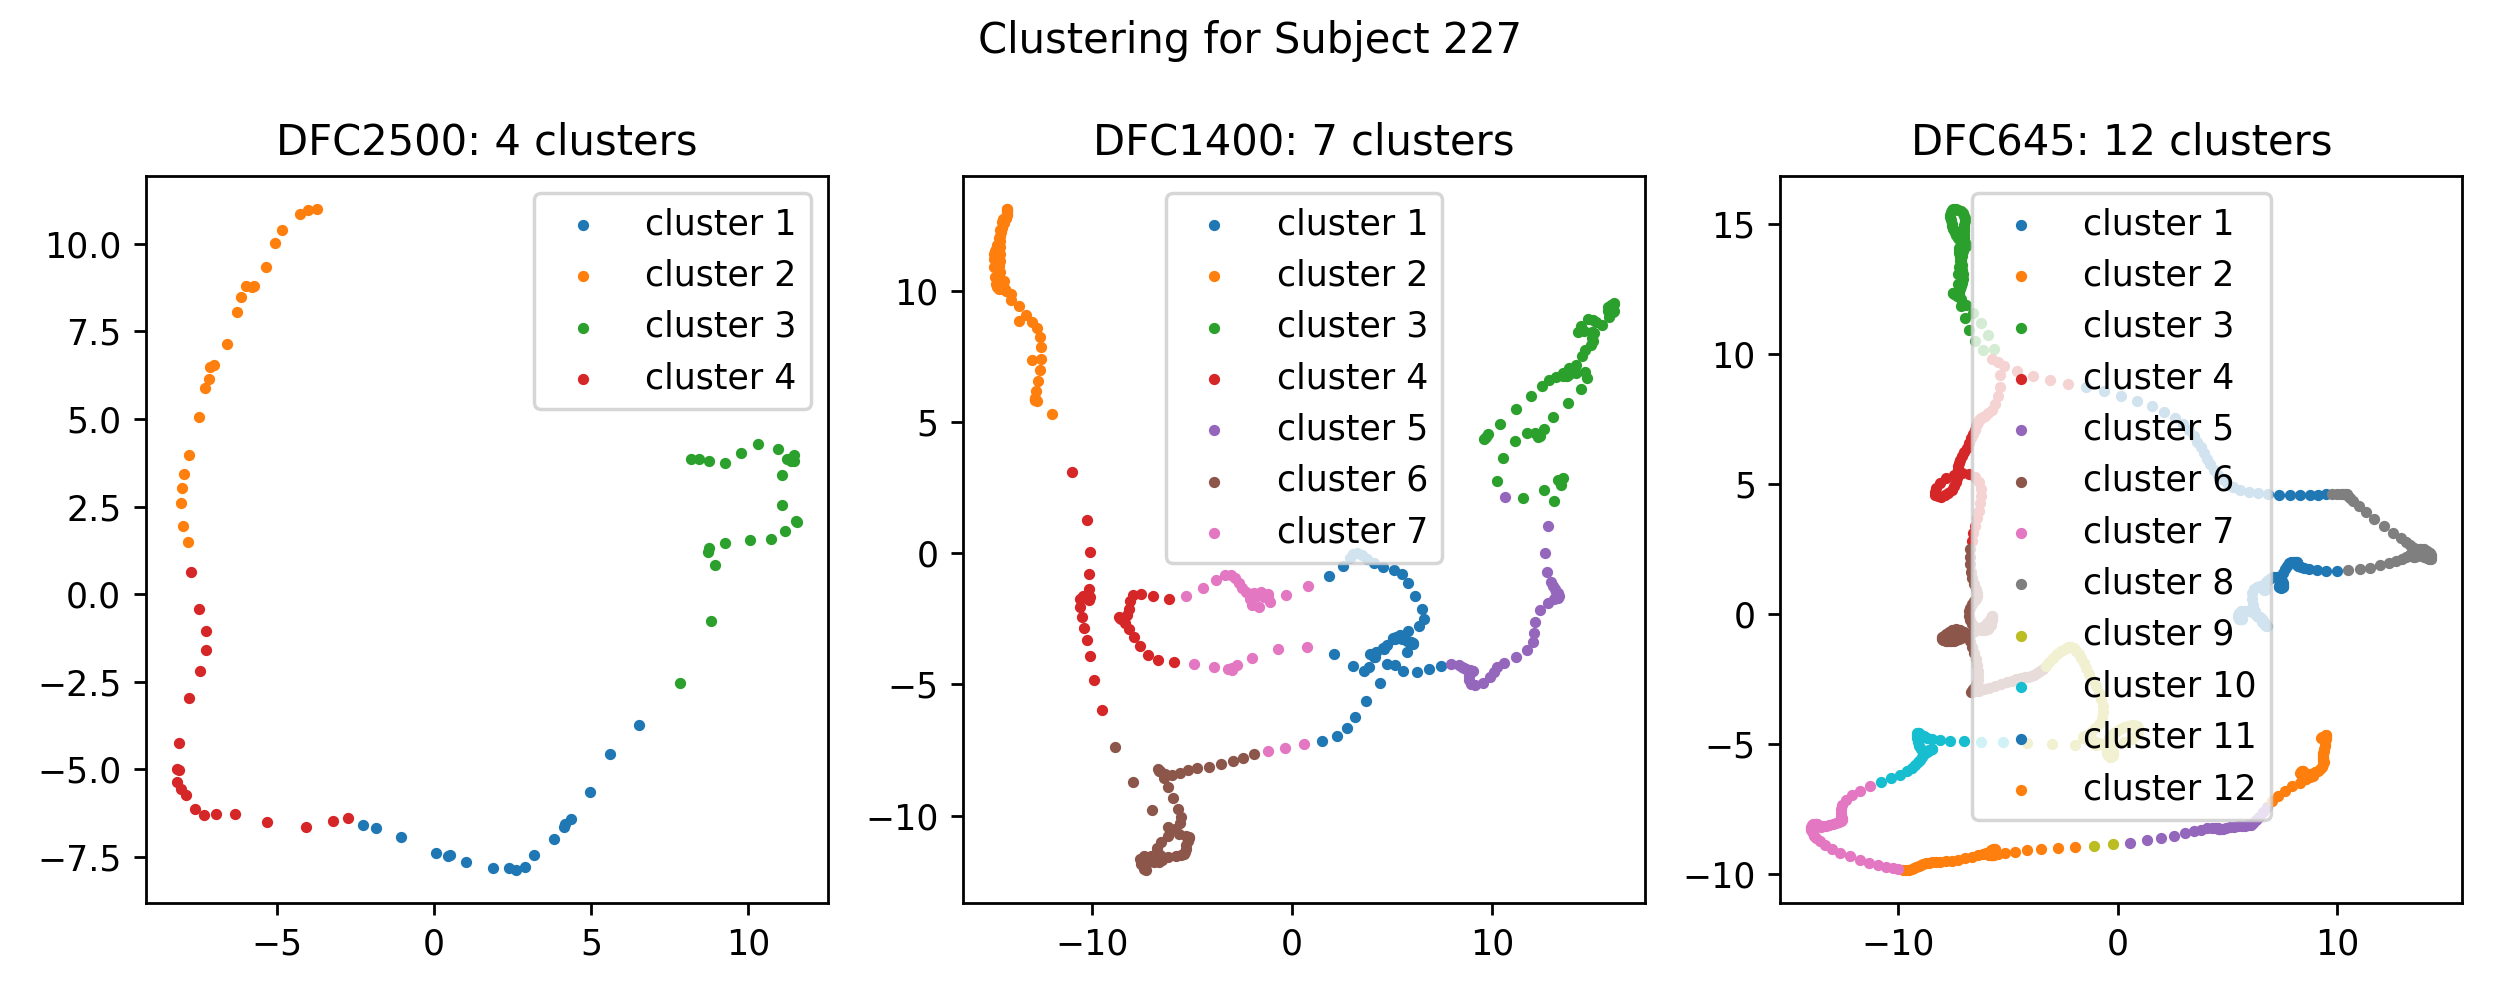 Clustering for Subject 227
DFC2500: 4 clusters
10.0
7.5
5.0
2.5
0.0
−2.5
−5.0
−7.5
−5
0
5
10
cluster 1
cluster 2
cluster 3
cluster 4
DFC1400: 7 clusters
10
5
0
−5
−10
−10
0
10
cluster 1
cluster 2
cluster 3
cluster 4
cluster 5
cluster 6
cluster 7
DFC645: 12 clusters
15
10
5
0
−5
−10
−10
0
10
cluster 1
cluster 2
cluster 3
cluster 4
cluster 5
cluster 6
cluster 7
cluster 8
cluster 9
cluster 10
cluster 11
cluster 12